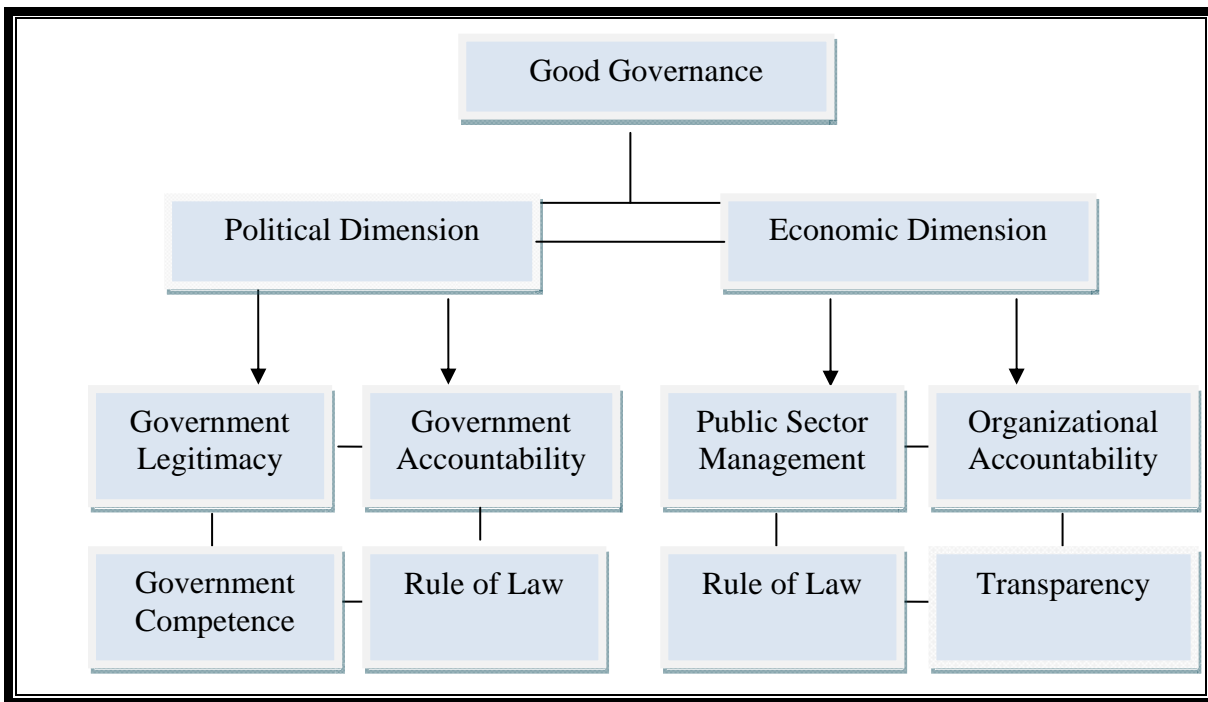 Good Governance
Political Dimension
Economic Dimension
Government
Legitimacy
Government
Accountability
Public Sector
Management
Organizational
Accountability
Government
Competence
Rule of Law
Rule of Law
Transparency